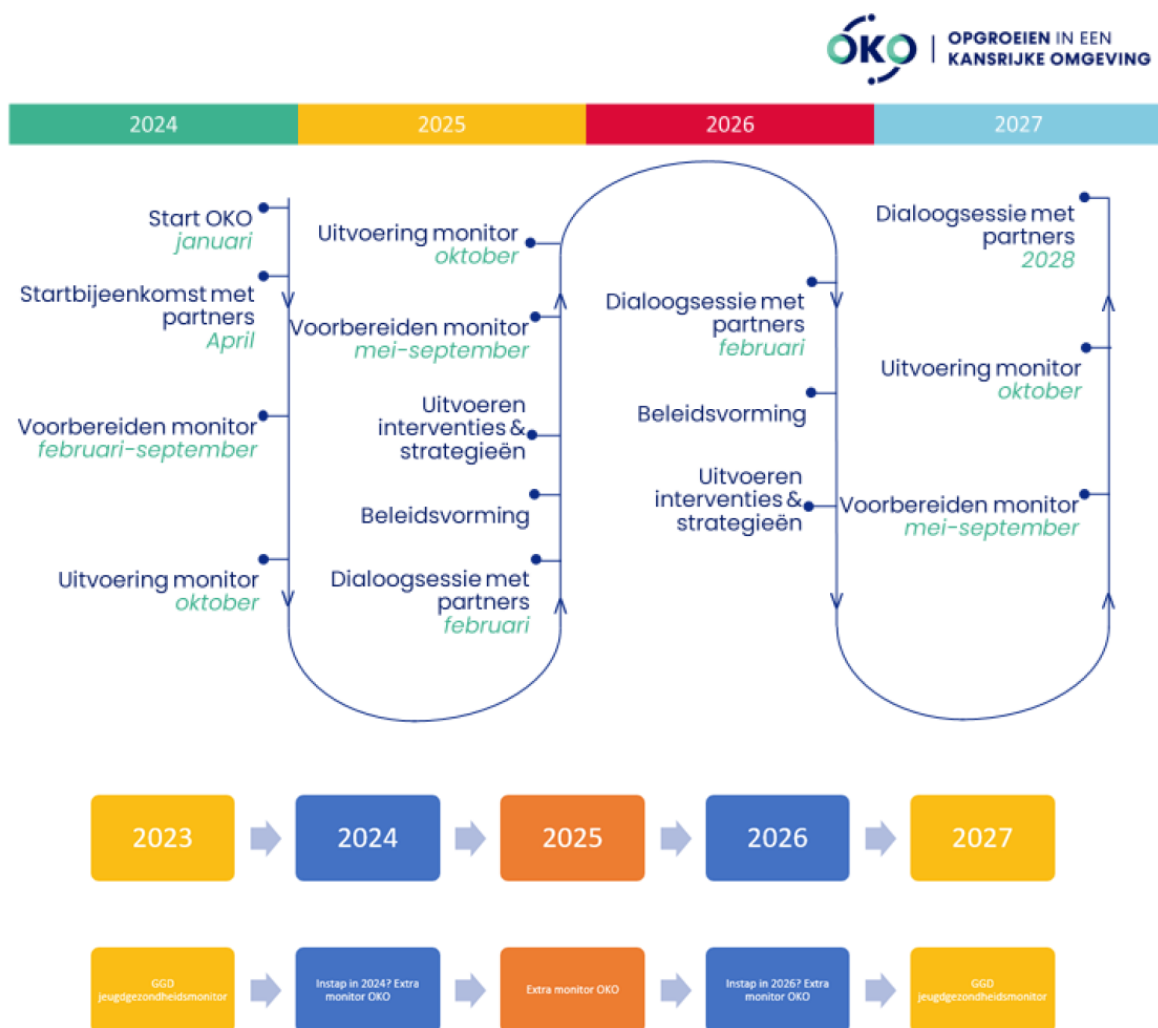 OKO
OPGROEIEN IN EEN
KANSRIJKE OMGEVING
2024
2025
2026
2027
Start OKO
januari
Startbijeenkomst met
partners
April
Voorbereiden monitor
februari-september
Uitvoering monitor
oktober
Uitvoering monitor
oktober
Voorbereiden monitor
mei-september
Uitvoeren
interventies &
strategieën
Beleidsvorming
Dialoogsessie met
partners
februari
Dialoogsessie met
partners
februari
Beleidsvorming
Uitvoeren
interventies &
strategieën
Dialoogsessie met
partners
2028
Uitvoering monitor
oktober
Voorbereiden monitor
mei-september
2023
2024
2025
2026
2027
GGD
jeugdgezondheidsmonitor
Instap in 2024? Extra
monitor OKO
Extra monitor OKO
Instap in 2026? Extra
monitor OKO
GGD
jeugdgezondheidsmonitor